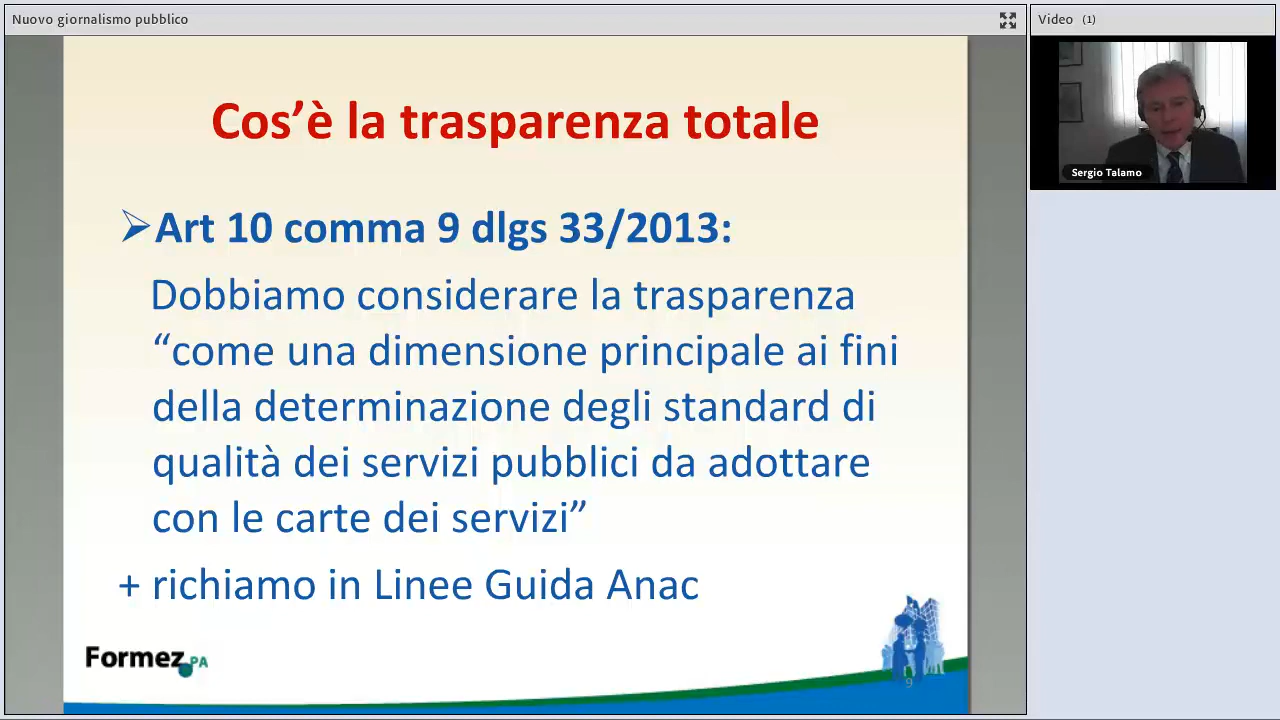 Nuovo giornalismo pubblico
Video (1)
Sergio Talamo
Cos’è la trasparenza totale
Art 10 comma 9 dlgs 33/2013:
Dobbiamo considerare la trasparenza
“come una dimensione principale ai fini
della determinazione degli standard di
qualità dei servizi pubblici da adottare
con le carte dei servizi”
+ richiamo in Linee Guida Anac
Formez PA
9